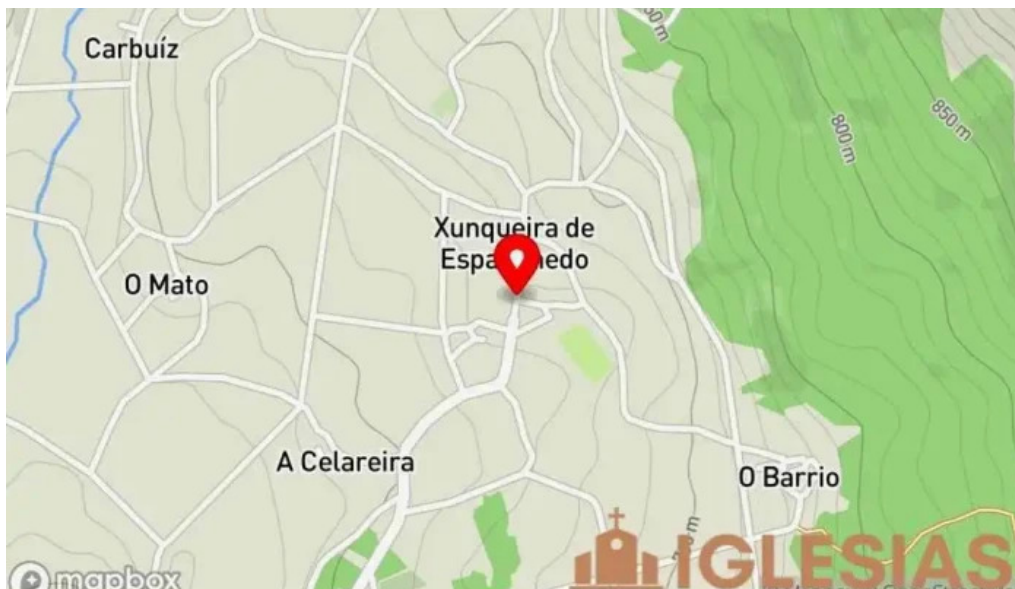 Carbuíz
850 m
800 m
Xunqueira de
O Mato
A Celareira
O Barrio
mapbox
IGLESIAS